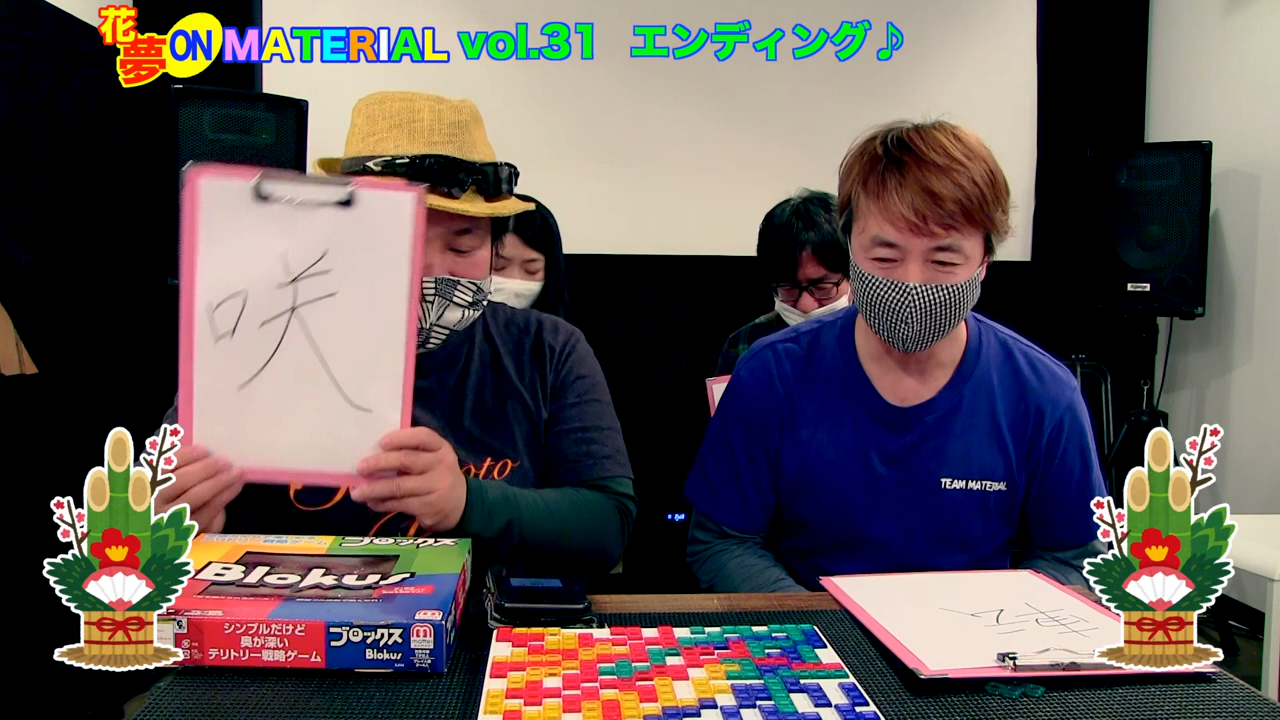 花夢ON MATERIAL vol.31 エンディング♪
咲
TEAM MATERIAL
ブロックス
Blokus
シンプルだけど
奥が深い
テリトリー戦略ゲーム
ブロックス
Blokus
mattel